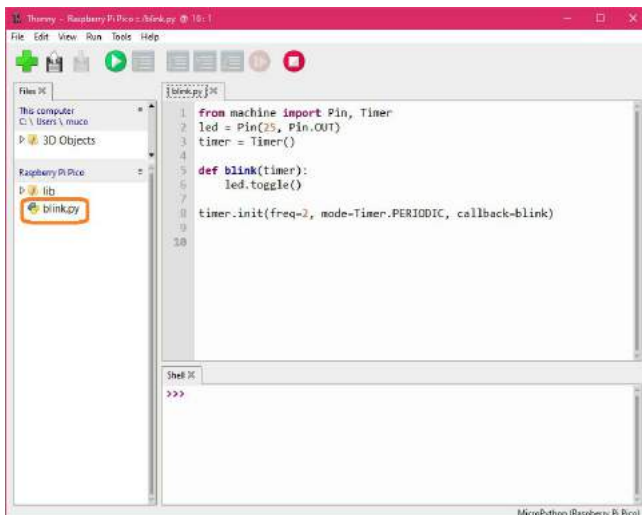 Thonny - Raspberry Pi Pico :: /blink.py @ 10 : 1
File Edit View Run Tools Help
Files
This computer
C: \ Users \ muco
3D Objects
Raspberry Pi Pico
lib
blink.py
[ blink.py ]
1 from machine import Pin, Timer
2 led = Pin(25, Pin.OUT)
3 timer = Timer()
4
5 def blink(timer):
6 led.toggle()
7
8 timer.init(freq=2, mode=Timer.PERIODIC, callback=blink)
9
10
Shell
>>>
MicroPython (Raspberry Pi Pico)